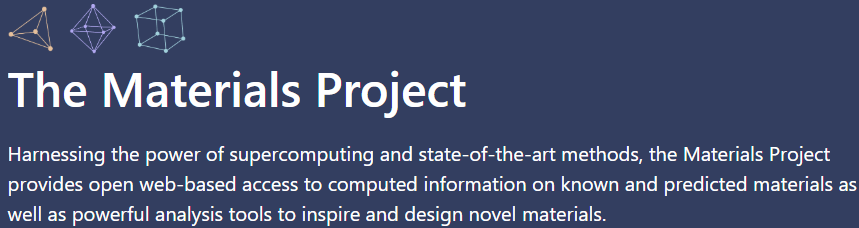 The Materials Project
Harnessing the power of supercomputing and state-of-the-art methods, the Materials Project
provides open web-based access to computed information on known and predicted materials as
well as powerful analysis tools to inspire and design novel materials.